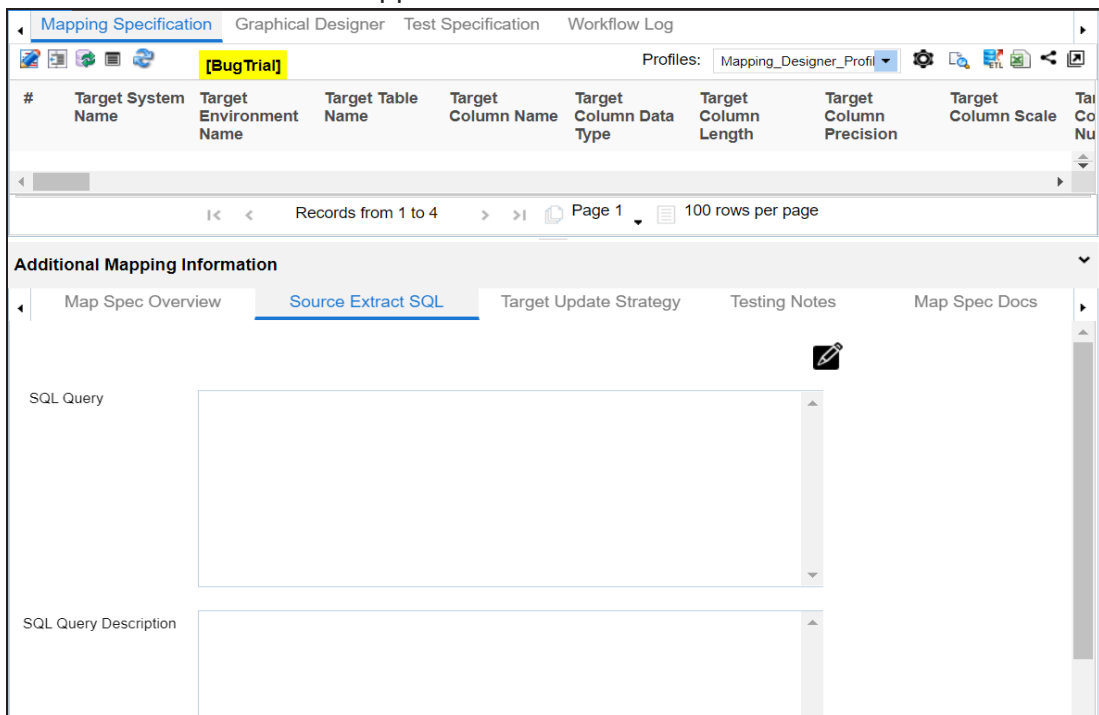 Mapping Specification Graphical Designer Test Specification Workflow Log
[BugTrial] Profiles: Mapping_Designer_Profil
# Target System Name Target Environment Name Target Table Name Target Column Name Target Column Data Type Target Column Length Target Column Precision Target Column Scale
Records from 1 to 4 Page 1 100 rows per page
Additional Mapping Information
Map Spec Overview Source Extract SQL Target Update Strategy Testing Notes Map Spec Docs
SQL Query
SQL Query Description